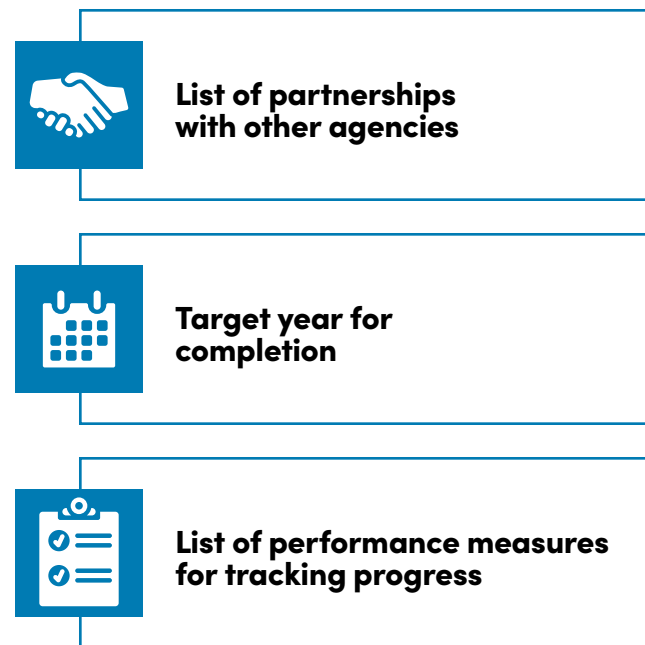 List of partnerships
with other agencies
Target year for
completion
List of performance measures
for tracking progress